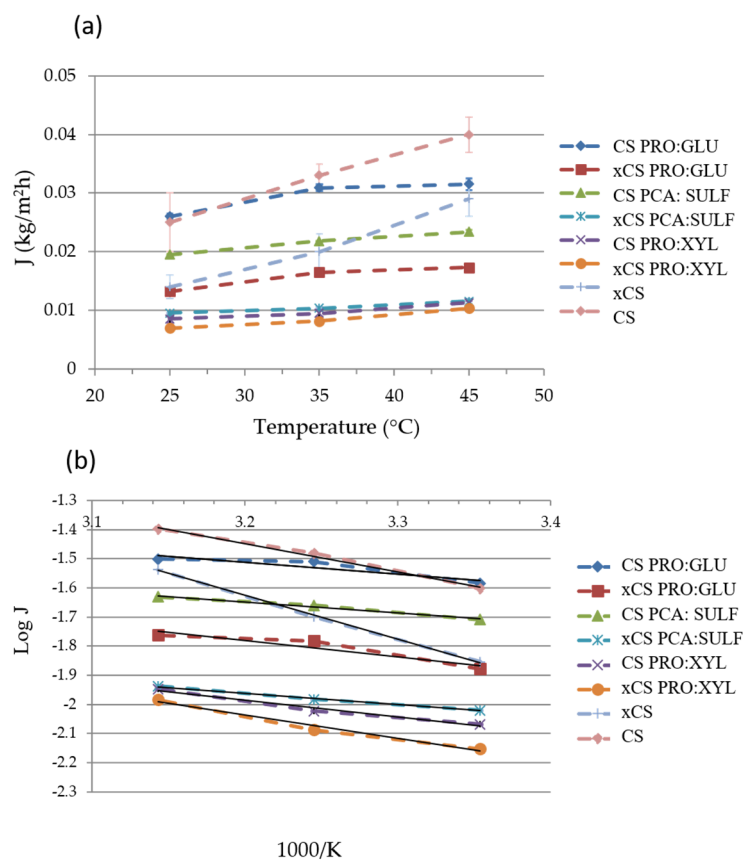 (a)
J (kg/m²h)
0.05
0.04
0.03
0.02
0.01
0
20 25 30 35 40 45 50
Temperature (°C)
CS PRO:GLU
xCS PRO:GLU
CS PCA: SULF
xCS PCA:SULF
CS PRO:XYL
xCS PRO:XYL
xCS
CS
(b)
Log J
-1.3
3.1 3.2 3.3 3.4
-1.4
-1.5
-1.6
-1.7
-1.8
-1.9
-2
-2.1
-2.2
-2.3
1000/K
CS PRO:GLU
xCS PRO:GLU
CS PCA: SULF
xCS PCA:SULF
CS PRO:XYL
xCS PRO:XYL
xCS
CS